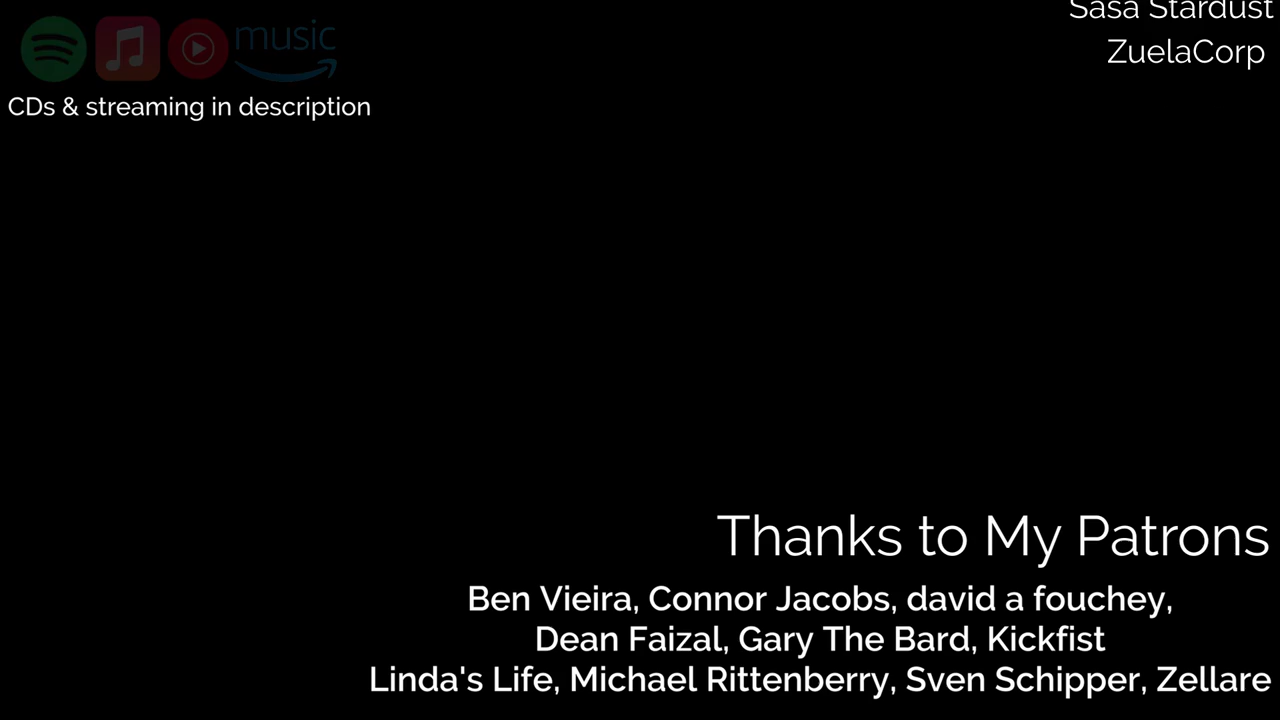 Sasa Stardust
ZuelaCorp
music
CDs & streaming in description
Thanks to My Patrons
Ben Vieira, Connor Jacobs, david a fouchey,
Dean Faizal, Gary The Bard, Kickfist
Linda's Life, Michael Rittenberry, Sven Schipper, Zellare